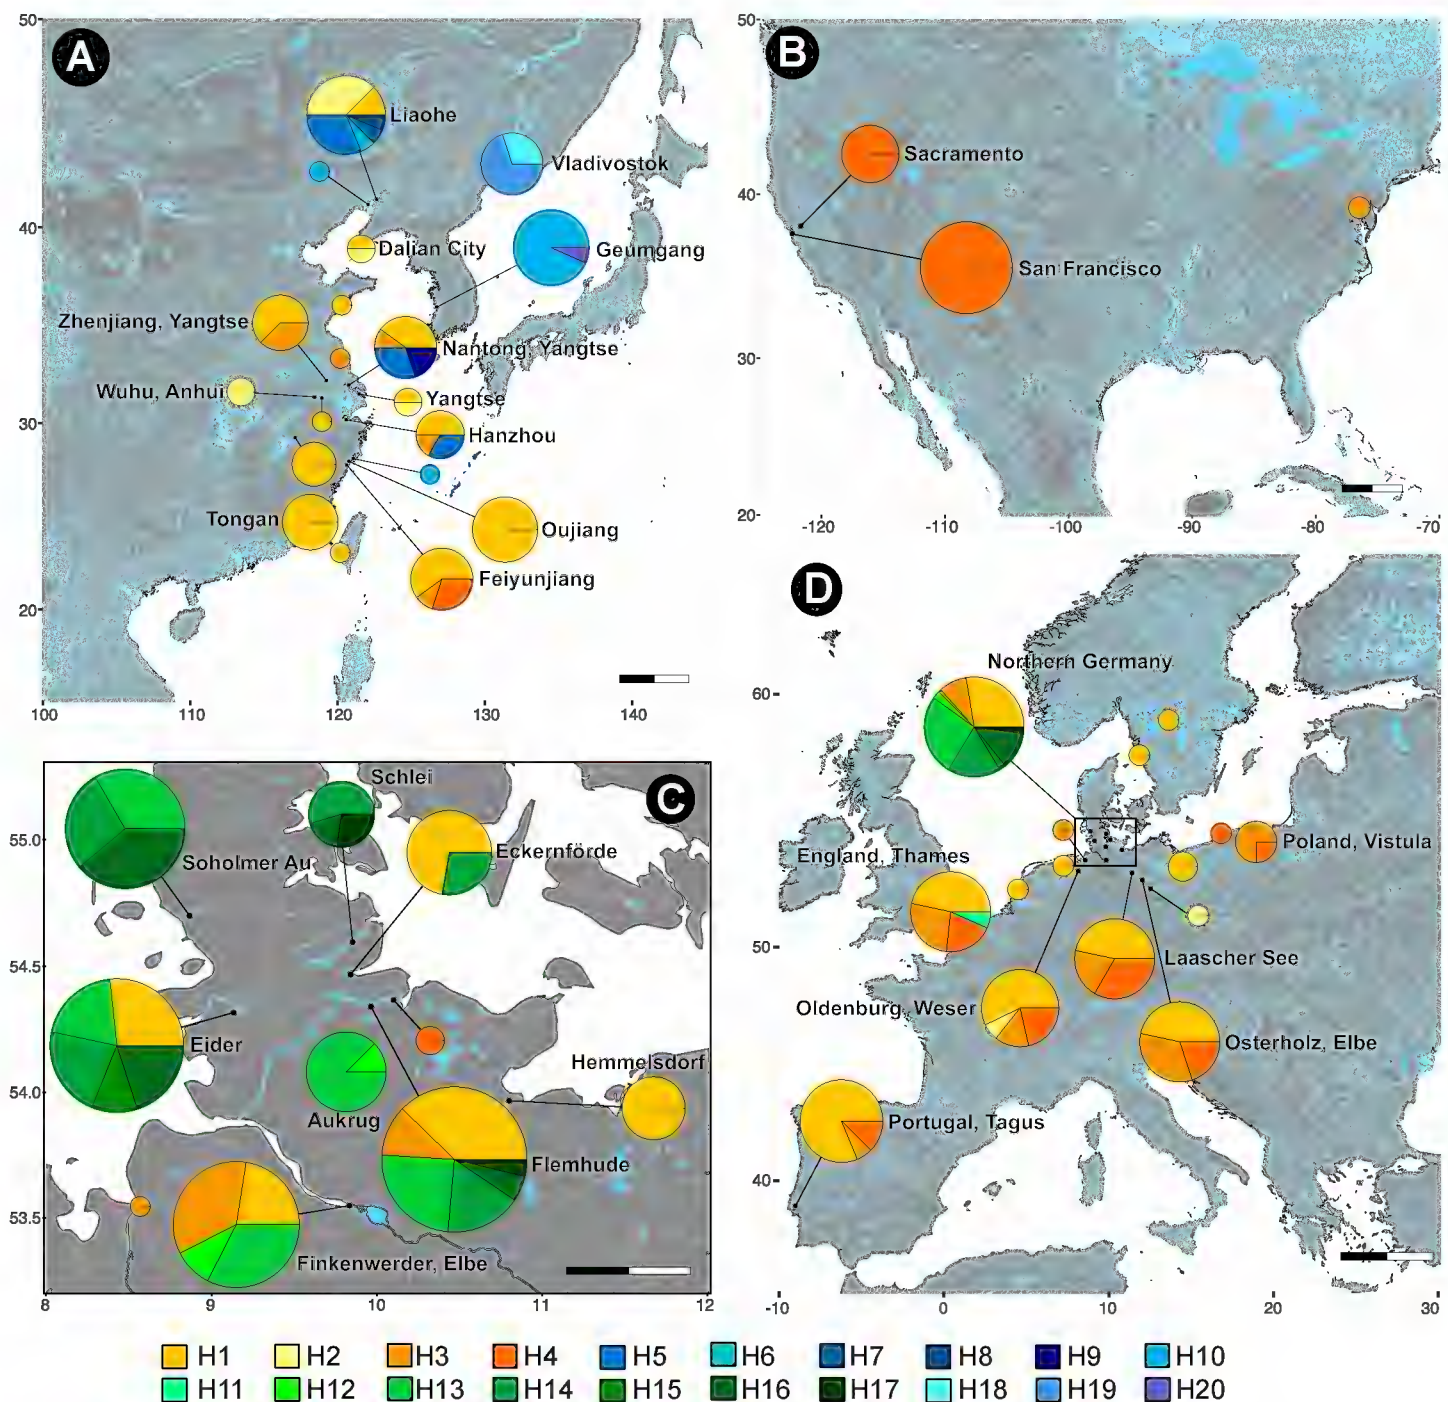 A
50
40
30
20
100
110
120
130
140
Liaohe
Vladivostok
Dalian City
Geumgang
Zhenjiang, Yangtse
Nantong, Yangtse
Wuhu, Anhui
Yangtse
Hanzhou
Tongan
Oujiang
Feiyunjiang
B
50
40
30
20
-120
-110
-100
-90
-80
-70
Sacramento
San Francisco
C
Schlei
Soholmer Au
Eckernförde
Eider
Hemmelsdorf
Aukrug
Flemhude
Finkenwerder, Elbe
55.0
54.5
54.0
53.5
8
9
10
11
12
D
Northern Germany
60
50
40
England, Thames
Poland, Vistula
Laascher See
Oldenburg, Weser
Osterholz, Elbe
Portugal, Tagus
-10
0
10
20
30
H1 H2 H3 H4 H5 H6 H7 H8 H9 H10
H11 H12 H13 H14 H15 H16 H17 H18 H19 H20